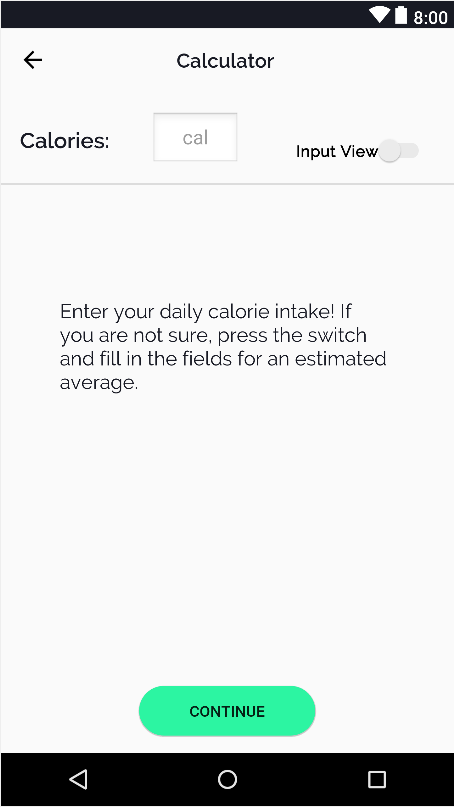 8:00
Calculator
Calories:
cal
Input View
Enter your daily calorie intake! If
you are not sure, press the switch
and fill in the fields for an estimated
average.
CONTINUE